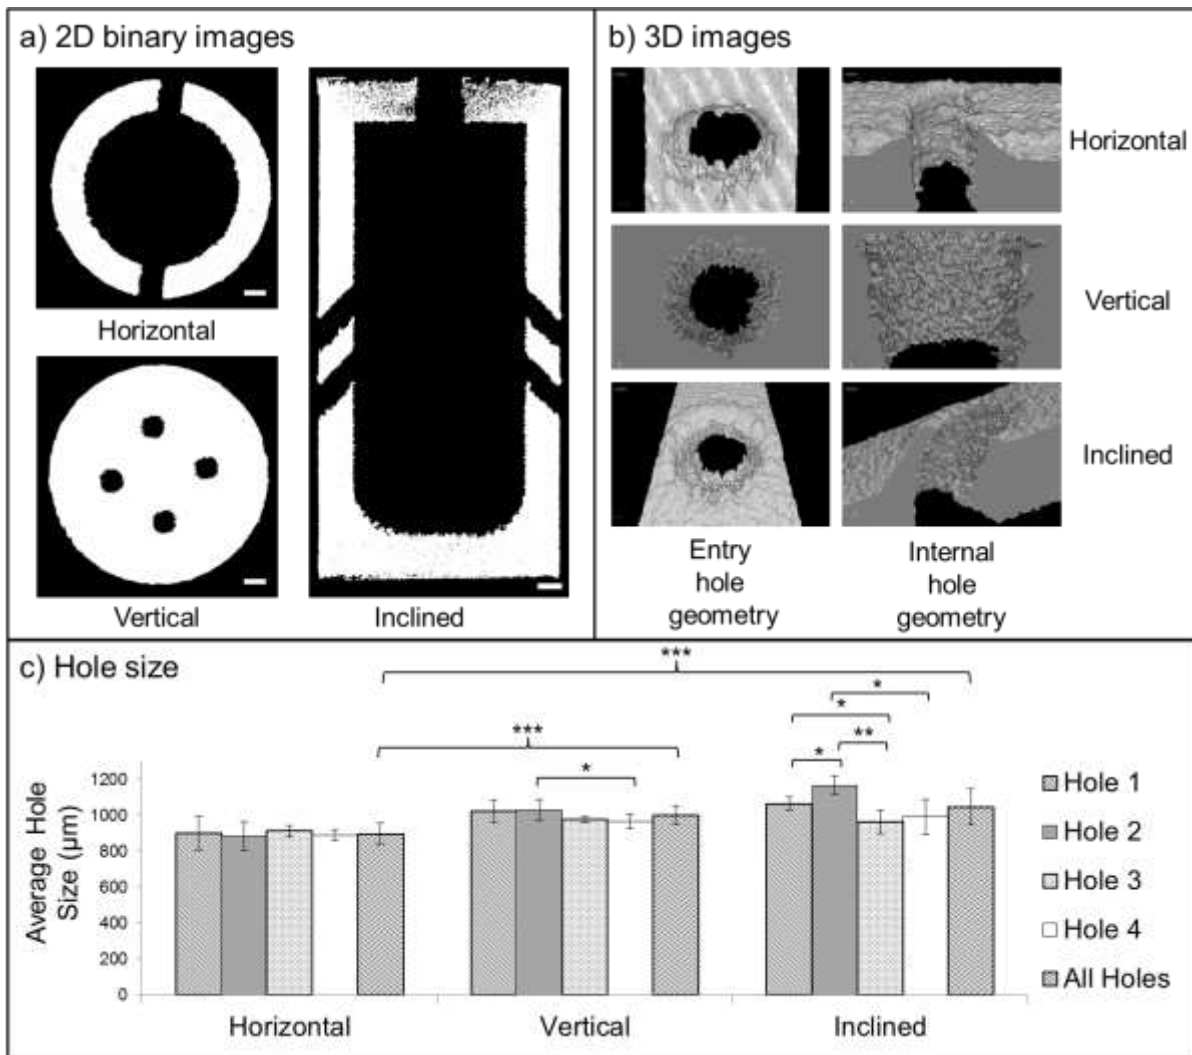 a) 2D binary images
Horizontal
Vertical
Inclined
b) 3D images
Horizontal
Vertical
Inclined
Entry
hole
geometry
Internal
hole
geometry
c) Hole size
***
***
*
*
*
*
**
Average Hole
Size (µm)
1200
1000
800
600
400
200
0
Horizontal
Vertical
Inclined
Hole 1
Hole 2
Hole 3
Hole 4
All Holes